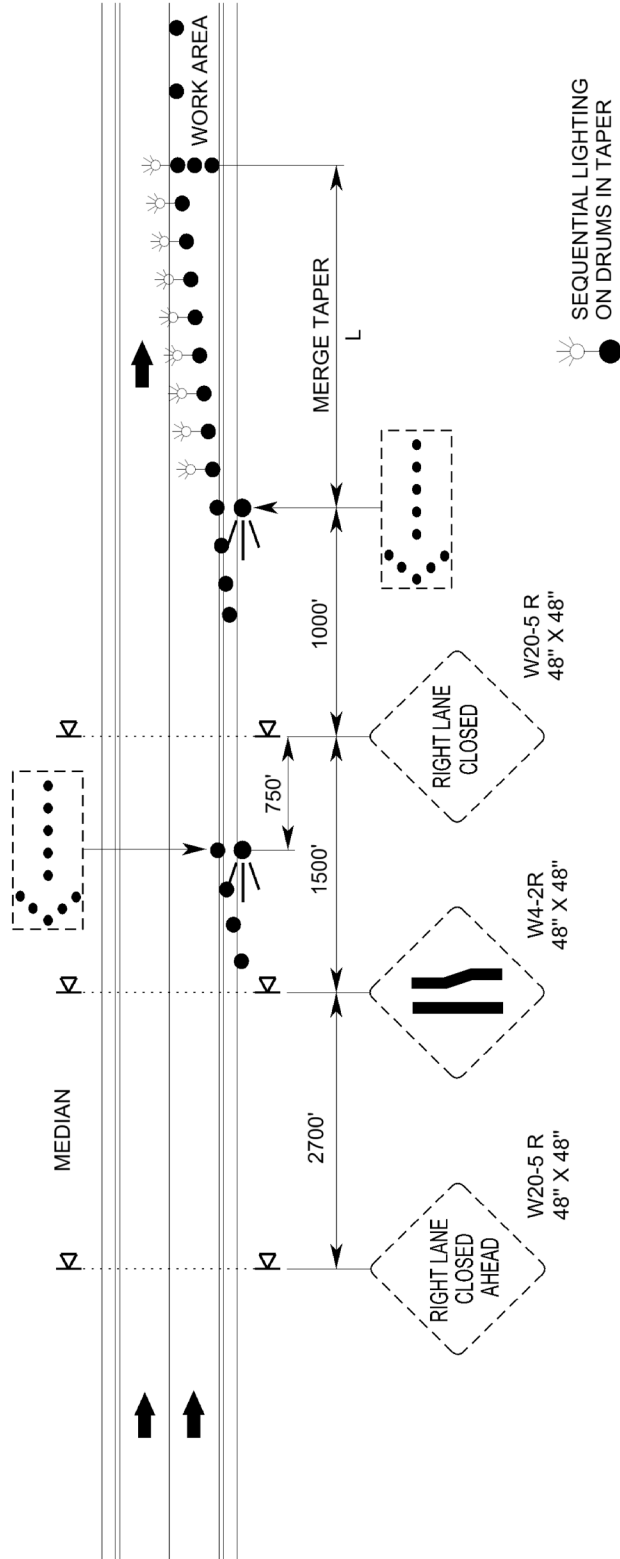 MEDIAN
WORK AREA
2700'
1500'
750'
1000'
MERGE TAPER
L
RIGHT LANE
CLOSED
AHEAD
W20-5 R
48" X 48"
W4-2R
48" X 48"
RIGHT LANE
CLOSED
W20-5 R
48" X 48"
SEQUENTIAL LIGHTING
ON DRUMS IN TAPER